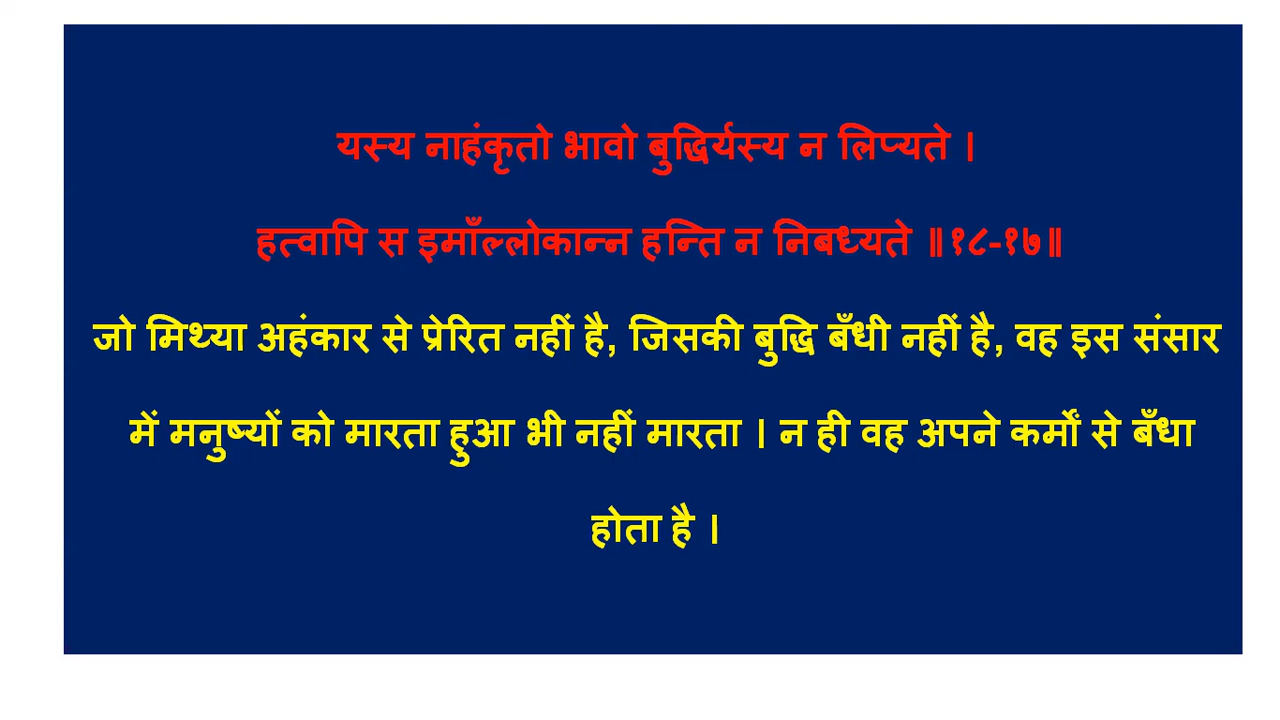 यस्य नाहंकृतो भावो बुद्धिर्यस्य न लिप्यते ।
हत्वापि स इमाँल्लोकान्न हन्ति न निबध्यते ॥१८-१७॥
जो मिथ्या अहंकार से प्रेरित नहीं है, जिसकी बुद्धि बँधी नहीं है, वह इस संसार
में मनुष्यों को मारता हुआ भी नहीं मारता । न ही वह अपने कर्मों से बँधा
होता है ।